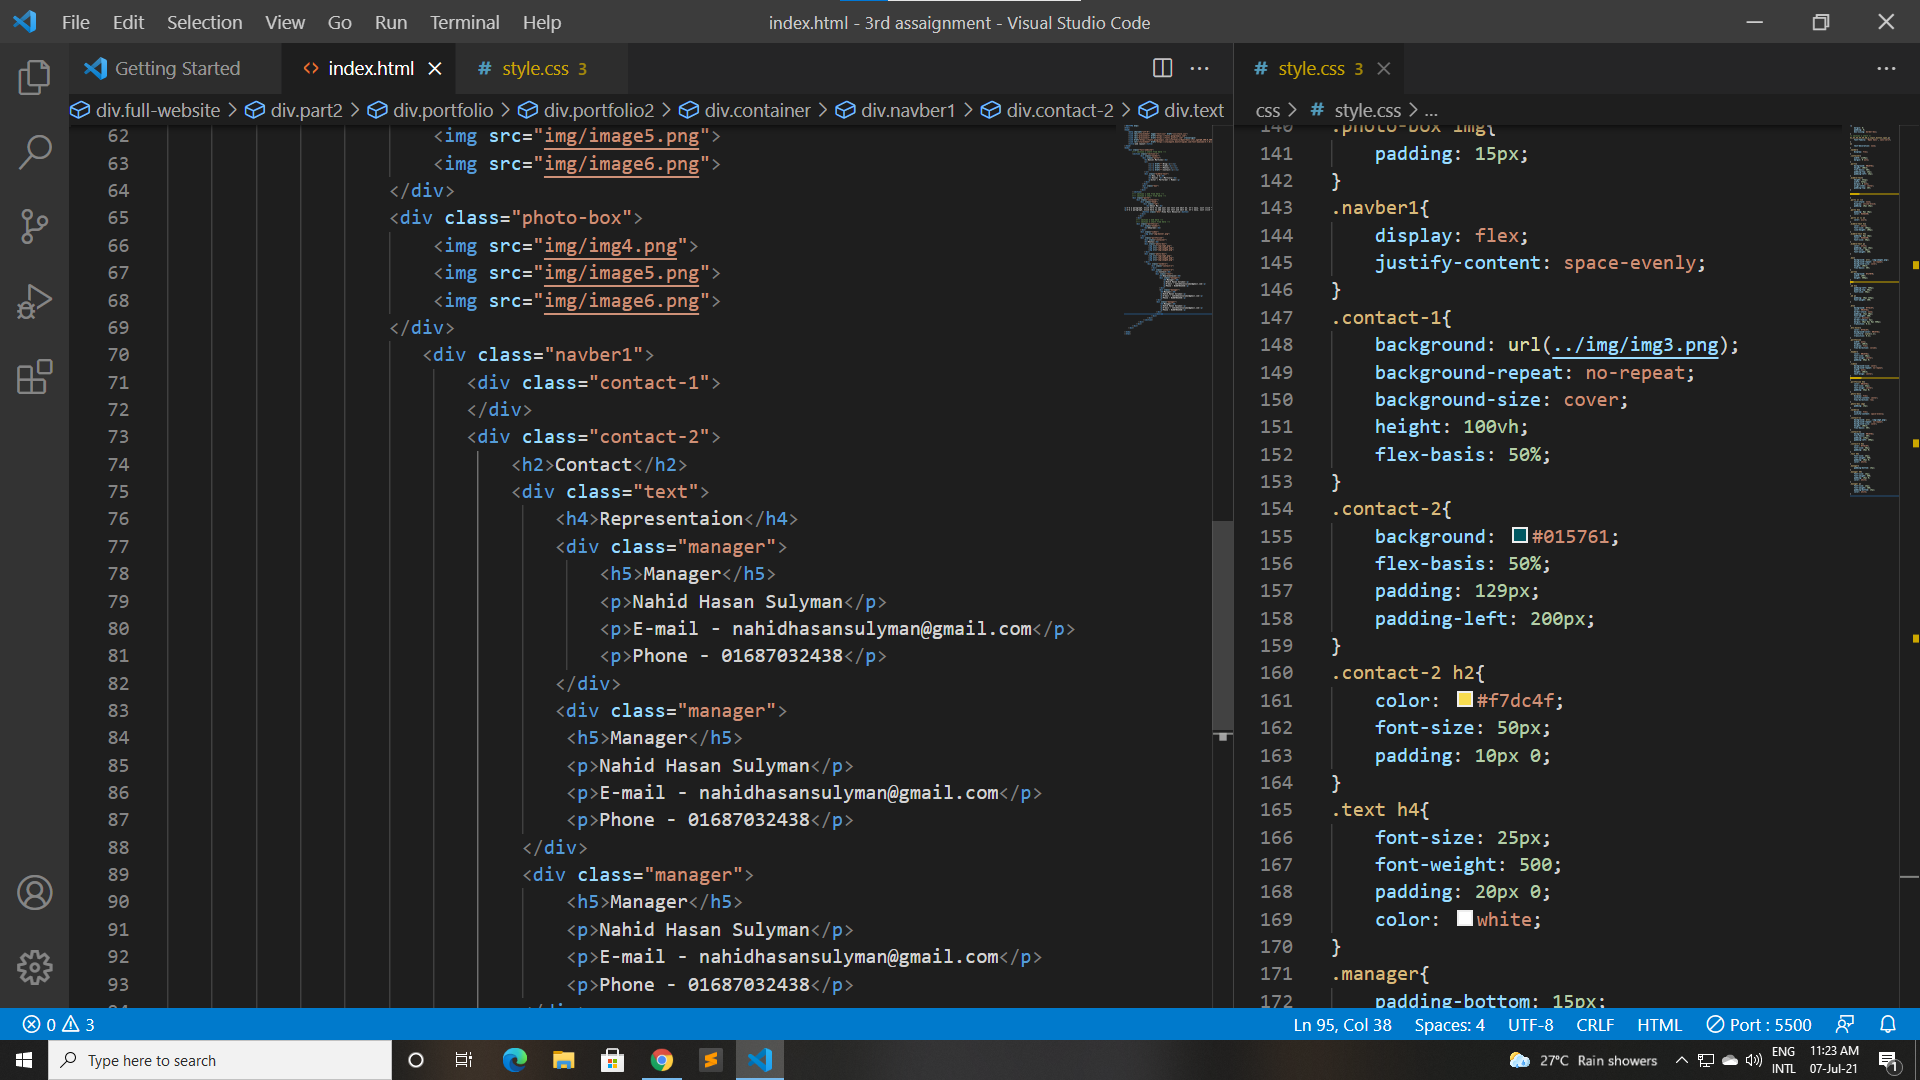 File Edit Selection View Go Run Terminal Help
index.html - 3rd assaignment - Visual Studio Code
Getting Started
<> index.html
# style.css 3
# style.css 3
div.full-website > div.part2 > div.portfolio > div.portfolio2 > div.container > div.navber1 > div.contact-2 > div.text
62 <img src="img/image5.png">
63 <img src="img/image6.png">
64 </div>
65 <div class="photo-box">
66 <img src="img/img4.png">
67 <img src="img/image5.png">
68 <img src="img/image6.png">
69 </div>
70 <div class="navber1">
71 <div class="contact-1">
72 </div>
73 <div class="contact-2">
74 <h2>Contact</h2>
75 <div class="text">
76 <h4>Representaion</h4>
77 <div class="manager">
78 <h5>Manager</h5>
79 <p>Nahid Hasan Sulyman</p>
80 <p>E-mail - nahidhasansulyman@gmail.com</p>
81 <p>Phone - 01687032438</p>
82 </div>
83 <div class="manager">
84 <h5>Manager</h5>
85 <p>Nahid Hasan Sulyman</p>
86 <p>E-mail - nahidhasansulyman@gmail.com</p>
87 <p>Phone - 01687032438</p>
88 </div>
89 <div class="manager">
90 <h5>Manager</h5>
91 <p>Nahid Hasan Sulyman</p>
92 <p>E-mail - nahidhasansulyman@gmail.com</p>
93 <p>Phone - 01687032438</p>
css > # style.css > ...
140 .photo-box img{
141 padding: 15px;
142 }
143 .navber1{
144 display: flex;
145 justify-content: space-evenly;
146 }
147 .contact-1{
148 background: url(../img/img3.png);
149 background-repeat: no-repeat;
150 background-size: cover;
151 height: 100vh;
152 flex-basis: 50%;
153 }
154 .contact-2{
155 background: #015761;
156 flex-basis: 50%;
157 padding: 129px;
158 padding-left: 200px;
159 }
160 .contact-2 h2{
161 color: #f7dc4f;
162 font-size: 50px;
163 padding: 10px 0;
164 }
165 .text h4{
166 font-size: 25px;
167 font-weight: 500;
168 padding: 20px 0;
169 color: white;
170 }
171 .manager{
172 padding-bottom: 15px;
0 3
Ln 95, Col 38 Spaces: 4 UTF-8 CRLF HTML Port : 5500
Type here to search
27°C Rain showers
ENG INTL
11:23 AM
07-Jul-21
1